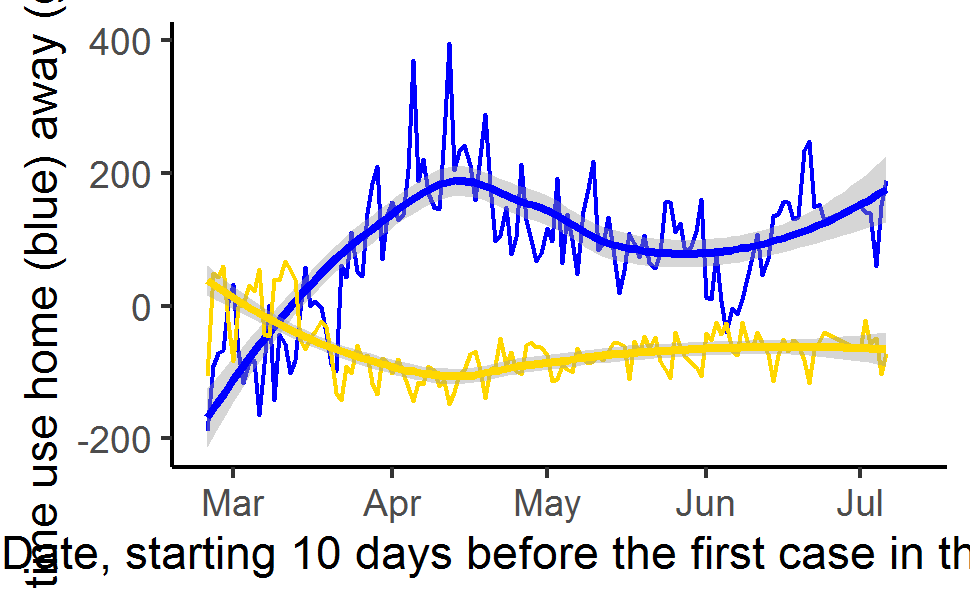 time use home (blue) away (
400
200
0
-200
Mar Apr May Jun Jul
Date, starting 10 days before the first case in th